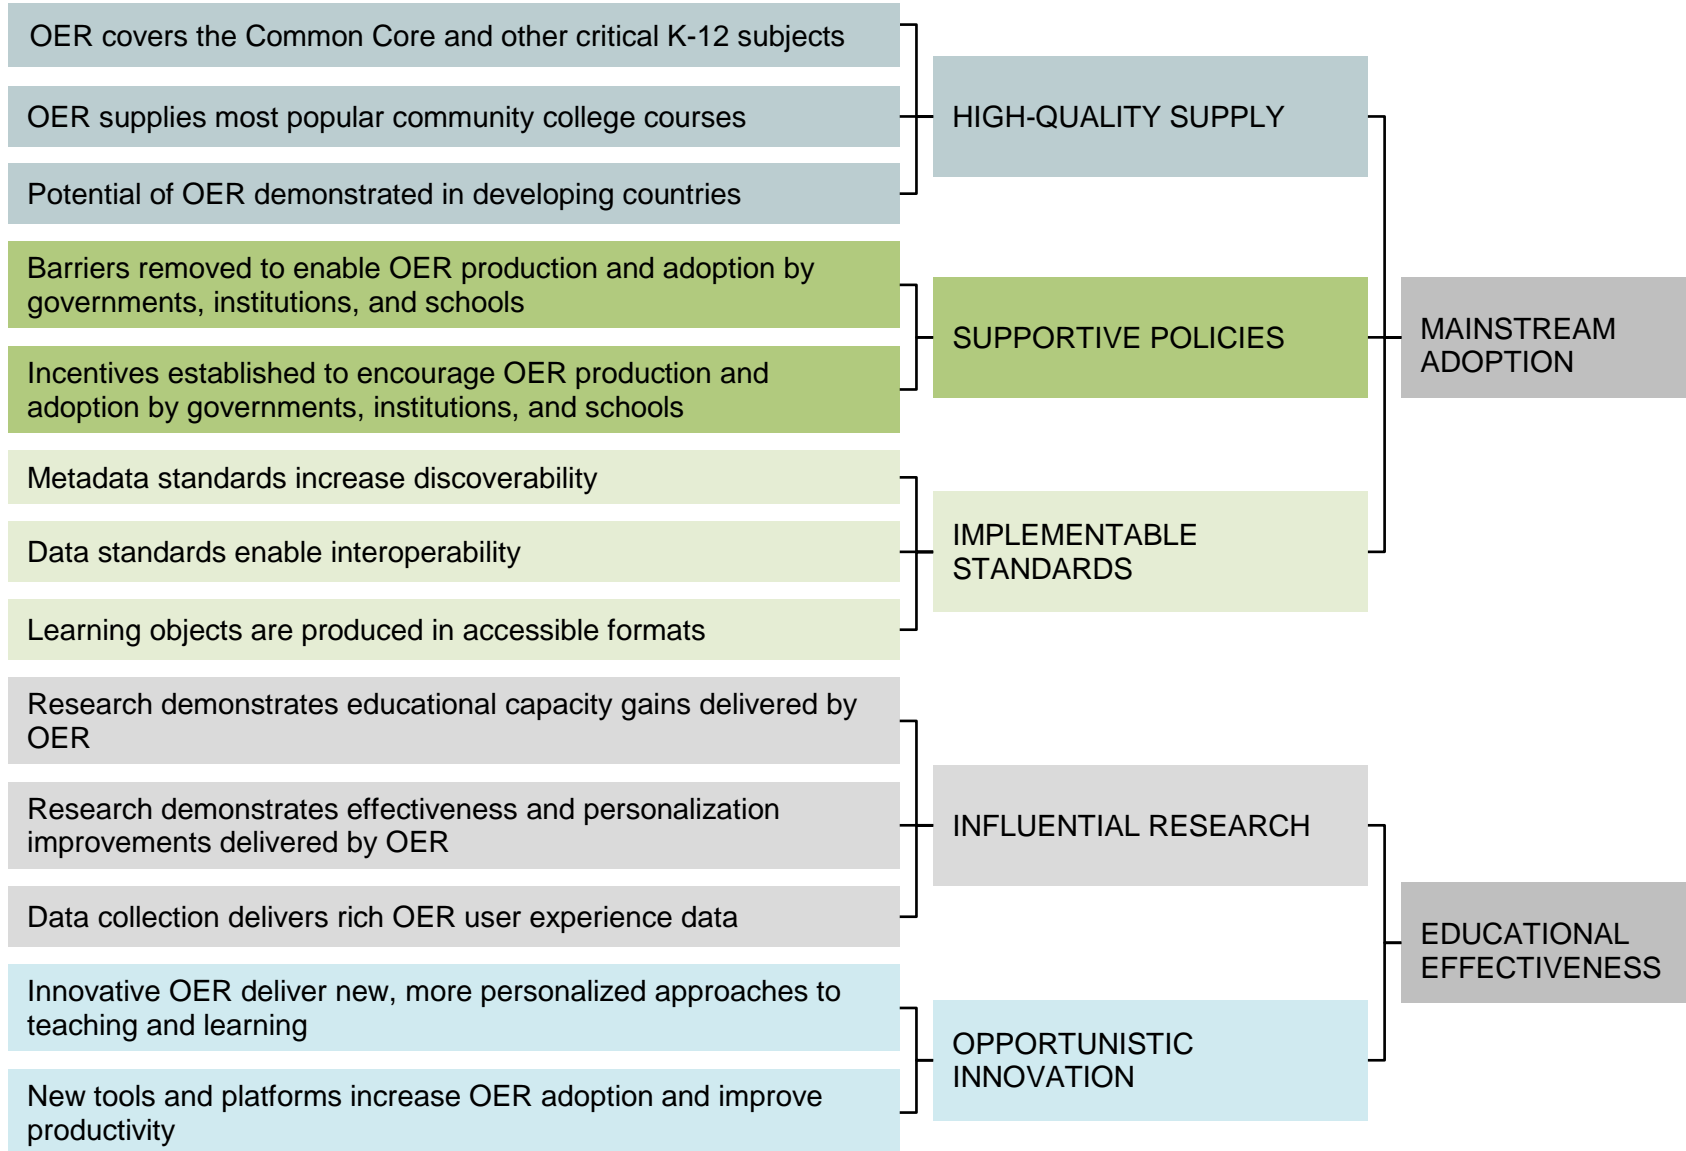 OER covers the Common Core and other critical K-12 subjects
OER supplies most popular community college courses
Potential of OER demonstrated in developing countries
HIGH-QUALITY SUPPLY
Barriers removed to enable OER production and adoption by
governments, institutions, and schools
Incentives established to encourage OER production and
adoption by governments, institutions, and schools
SUPPORTIVE POLICIES
Metadata standards increase discoverability
Data standards enable interoperability
Learning objects are produced in accessible formats
IMPLEMENTABLE
STANDARDS
MAINSTREAM
ADOPTION
Research demonstrates educational capacity gains delivered by
OER
Research demonstrates effectiveness and personalization
improvements delivered by OER
Data collection delivers rich OER user experience data
INFLUENTIAL RESEARCH
Innovative OER deliver new, more personalized approaches to
teaching and learning
New tools and platforms increase OER adoption and improve
productivity
OPPORTUNISTIC
INNOVATION
EDUCATIONAL
EFFECTIVENESS